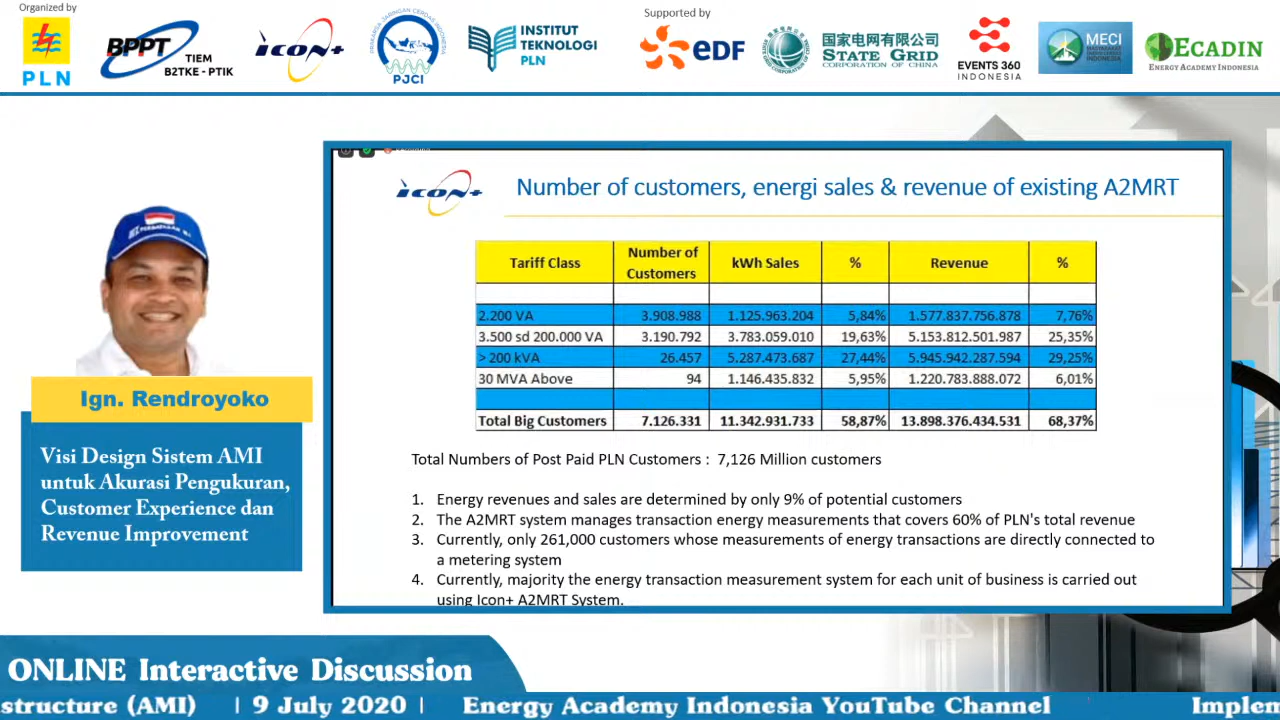 Organized by
PLN
BPPT
TIEM
B2TKE - PTIK
icon+
PRAKARSA JARINGAN CERDAS INDONESIA
PJCI
INSTITUT
TEKNOLOGI
PLN
Supported by
eDF
国家电网有限公司
STATE GRID
CORPORATION OF CHINA
EVENTS 360
INDONESIA
MECI
ECADIN
ENERGY ACADEMY INDONESIA
icon+
Number of customers, energi sales & revenue of existing A2MRT
Tariff Class Number of Customers kWh Sales % Revenue %
2.200 VA 3.908.988 1.125.963.204 5,84% 1.577.837.756.878 7,76%
3.500 sd 200.000 VA 3.190.792 3.783.059.010 19,63% 5.153.812.501.987 25,35%
> 200 kVA 26.457 5.287.473.687 27,44% 5.945.942.287.594 29,25%
30 MVA Above 94 1.146.435.832 5,95% 1.220.783.888.072 6,01%
Total Big Customers 7.126.331 11.342.931.733 58,87% 13.898.376.434.531 68,37%
Total Numbers of Post Paid PLN Customers : 7,126 Million customers
1. Energy revenues and sales are determined by only 9% of potential customers
2. The A2MRT system manages transaction energy measurements that covers 60% of PLN's total revenue
3. Currently, only 261,000 customers whose measurements of energy transactions are directly connected to
a metering system
4. Currently, majority the energy transaction measurement system for each unit of business is carried out
using Icon+ A2MRT System.
Ign. Rendroyoko
Visi Design Sistem AMI
untuk Akurasi Pengukuran,
Customer Experience dan
Revenue Improvement
ONLINE Interactive Discussion
structure (AMI) | 9 July 2020 | Energy Academy Indonesia YouTube Channel Implem